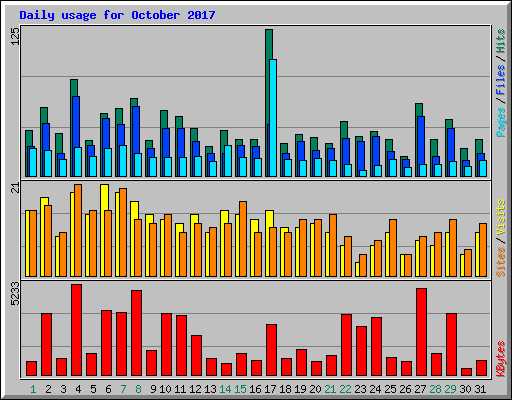 Daily usage for October 2017
125
Pages / Files / Hits
21
Sites / Visits
5233
KBytes
1 2 3 4 5 6 7 8 9 10 11 12 13 14 15 16 17 18 19 20 21 22 23 24 25 26 27 28 29 30 31